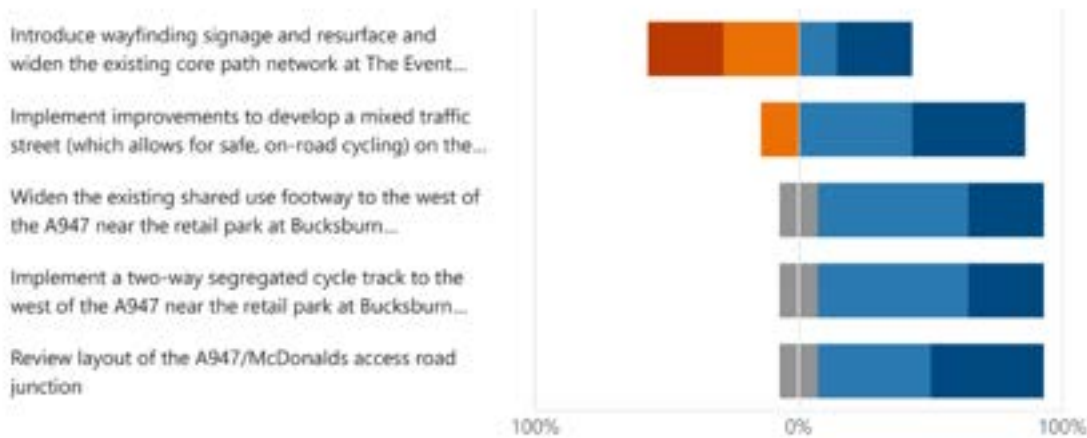 Introduce wayfinding signage and resurface and
widen the existing core path network at The Event...
Implement improvements to develop a mixed traffic
street (which allows for safe, on-road cycling) on the...
Widen the existing shared use footway to the west of
the A947 near the retail park at Bucksburn...
Implement a two-way segregated cycle track to the
west of the A947 near the retail park at Bucksburn...
Review layout of the A947/McDonalds access road
junction
100% 0% 100%